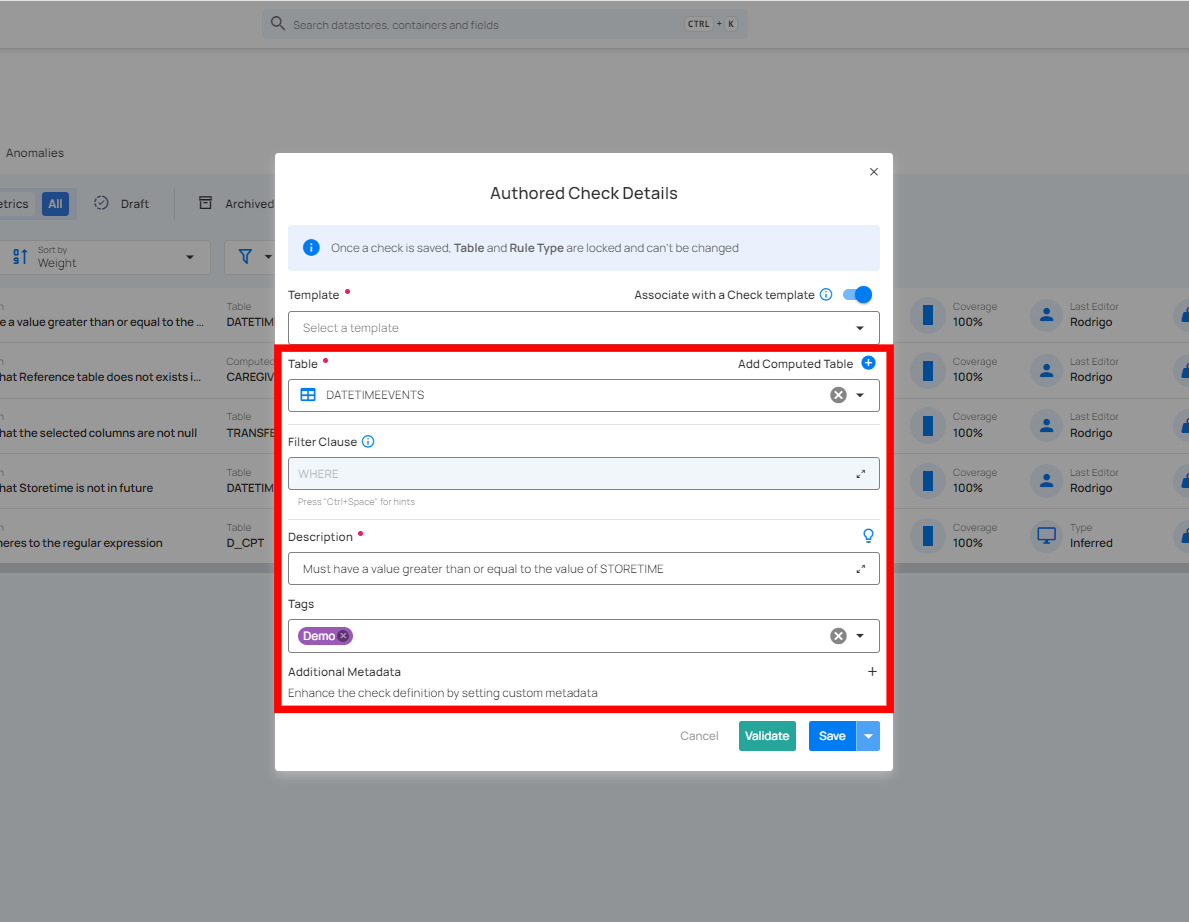 Search datastores, containers and fields CTRL + K
Anomalies
etrics All Draft Archived
Sort by
Weight
Authored Check Details
Once a check is saved, Table and Rule Type are locked and can't be changed
Template • Associate with a Check template
Select a template
Table • Add Computed Table
DATETIMEEVENTS
Filter Clause
WHERE
Press "Ctrl+Space" for hints
Description •
Must have a value greater than or equal to the value of STORETIME
Tags
Demo
Additional Metadata +
Enhance the check definition by setting custom metadata
Cancel Validate Save
n Table Coverage Last Editor
e a value greater than or equal to the ... DATETIM 100% Rodrigo
n Computed Coverage Last Editor
hat Reference table does not exists i... CAREGIV 100% Rodrigo
n Table Coverage Last Editor
hat the selected columns are not null TRANSFE 100% Rodrigo
n Table Coverage Last Editor
hat Storetime is not in future DATETIM 100% Rodrigo
n Table Coverage Type
heres to the regular expression D_CPT 100% Inferred